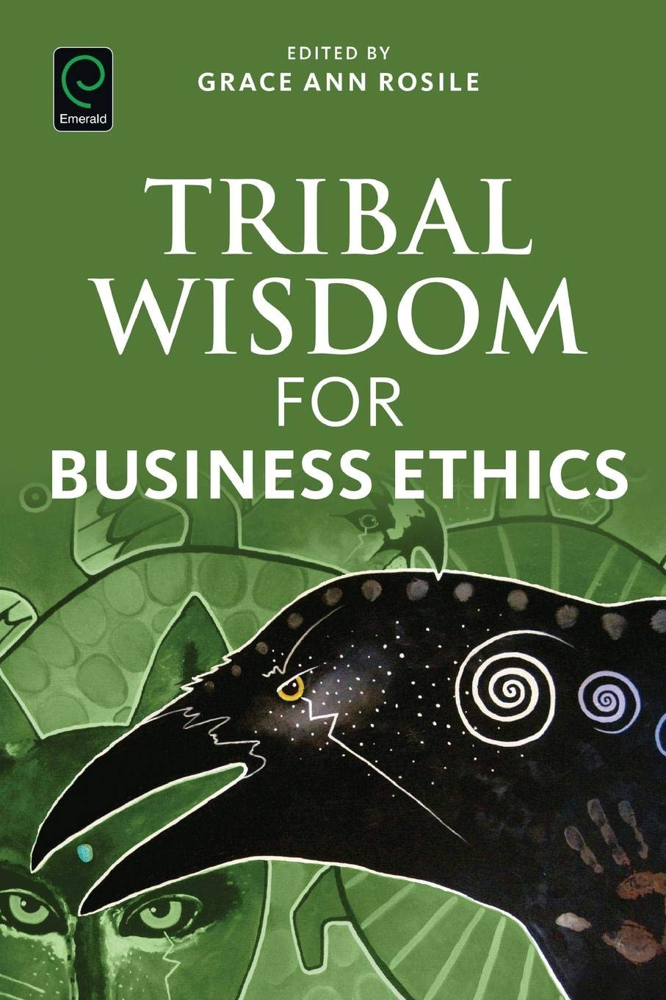 EDITED BY
GRACE ANN ROSILE
Emerald
TRIBAL
WISDOM
FOR
BUSINESS ETHICS